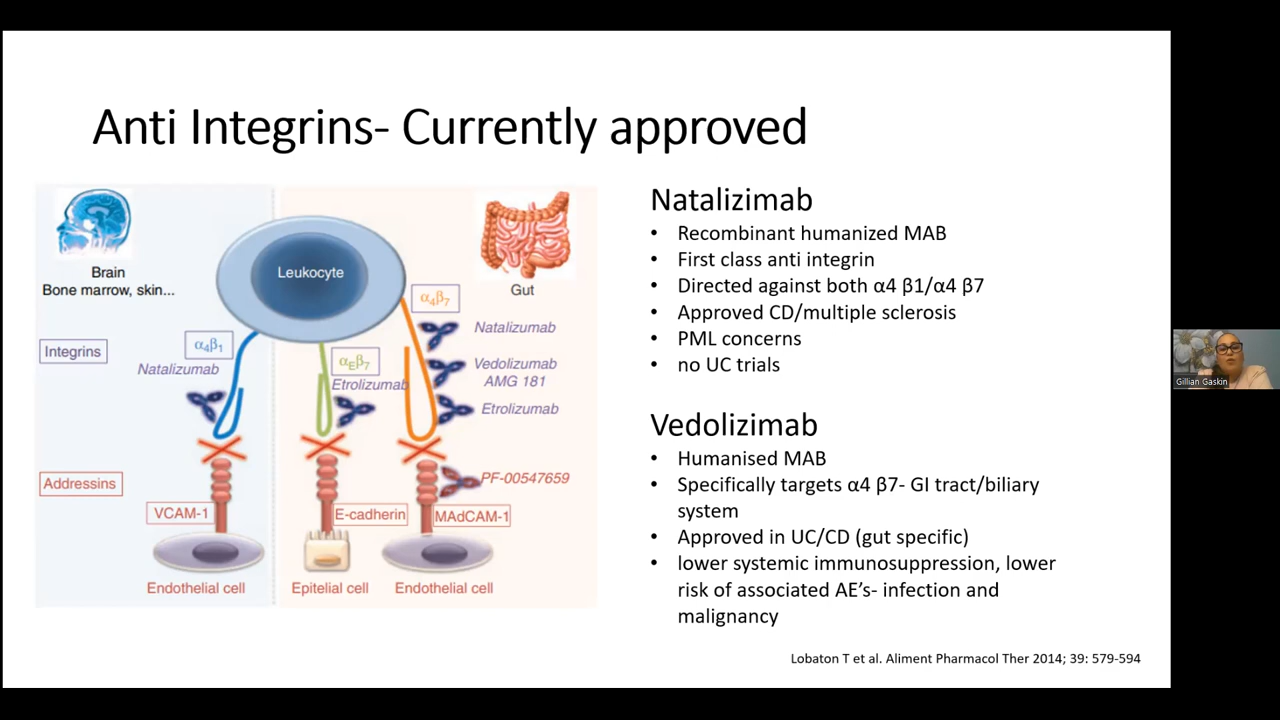 Anti Integrins- Currently approved
Brain
Bone marrow, skin...
Leukocyte
Gut
Integrins
α4β1
Natalizumab
αEβ7
Etrolizumab
α4β7
Natalizumab
Vedolizumab
AMG 181
Etrolizumab
Addressins
PF-00547659
VCAM-1
E-cadherin
MAdCAM-1
Endothelial cell
Epitelial cell
Endothelial cell
Natalizimab
• Recombinant humanized MAB
• First class anti integrin
• Directed against both α4 β1/α4 β7
• Approved CD/multiple sclerosis
• PML concerns
• no UC trials
Vedolizimab
• Humanised MAB
• Specifically targets α4 β7- GI tract/biliary
system
• Approved in UC/CD (gut specific)
• lower systemic immunosuppression, lower
risk of associated AE’s- infection and
malignancy
Lobaton T et al. Aliment Pharmacol Ther 2014; 39: 579-594
Gillian Gaskin